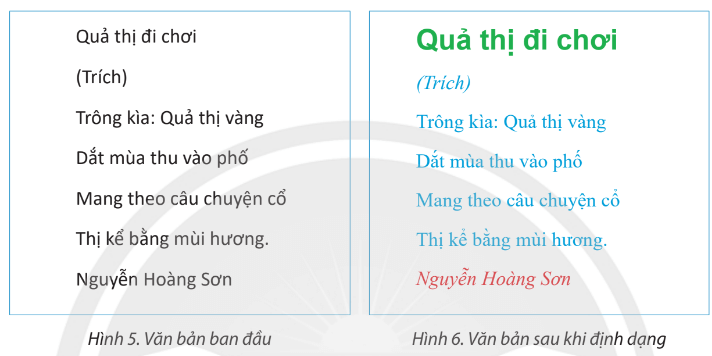 Quả thị đi chơi
(Trích)
Trông kìa: Quả thị vàng
Dắt mùa thu vào phố
Mang theo câu chuyện cổ
Thị kể bằng mùi hương.
Nguyễn Hoàng Sơn
Hình 5. Văn bản ban đầu
Quả thị đi chơi
(Trích)
Trông kìa: Quả thị vàng
Dắt mùa thu vào phố
Mang theo câu chuyện cổ
Thị kể bằng mùi hương.
Nguyễn Hoàng Sơn
Hình 6. Văn bản sau khi định dạng